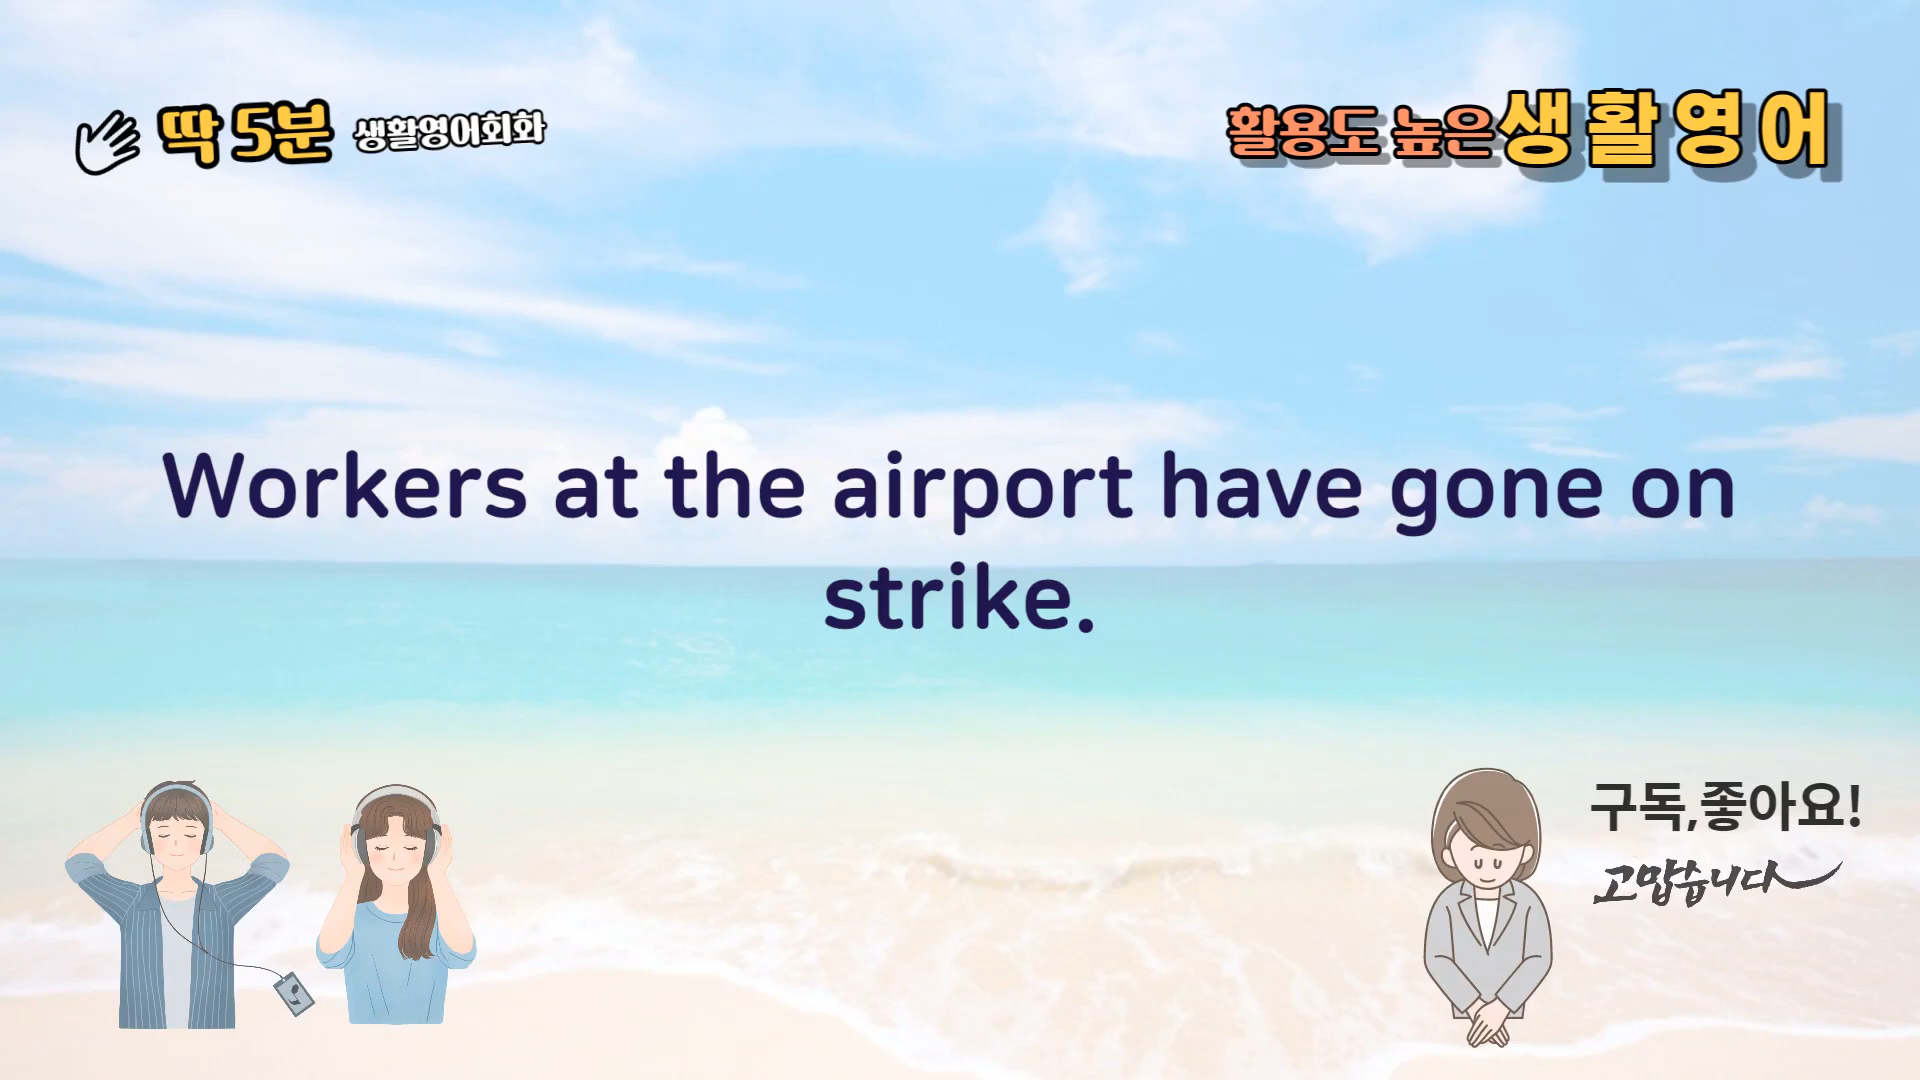 딱 5분 생활영어회화
활용도 높은 생활영어
Workers at the airport have gone on
strike.
구독,좋아요!
고맙습니다